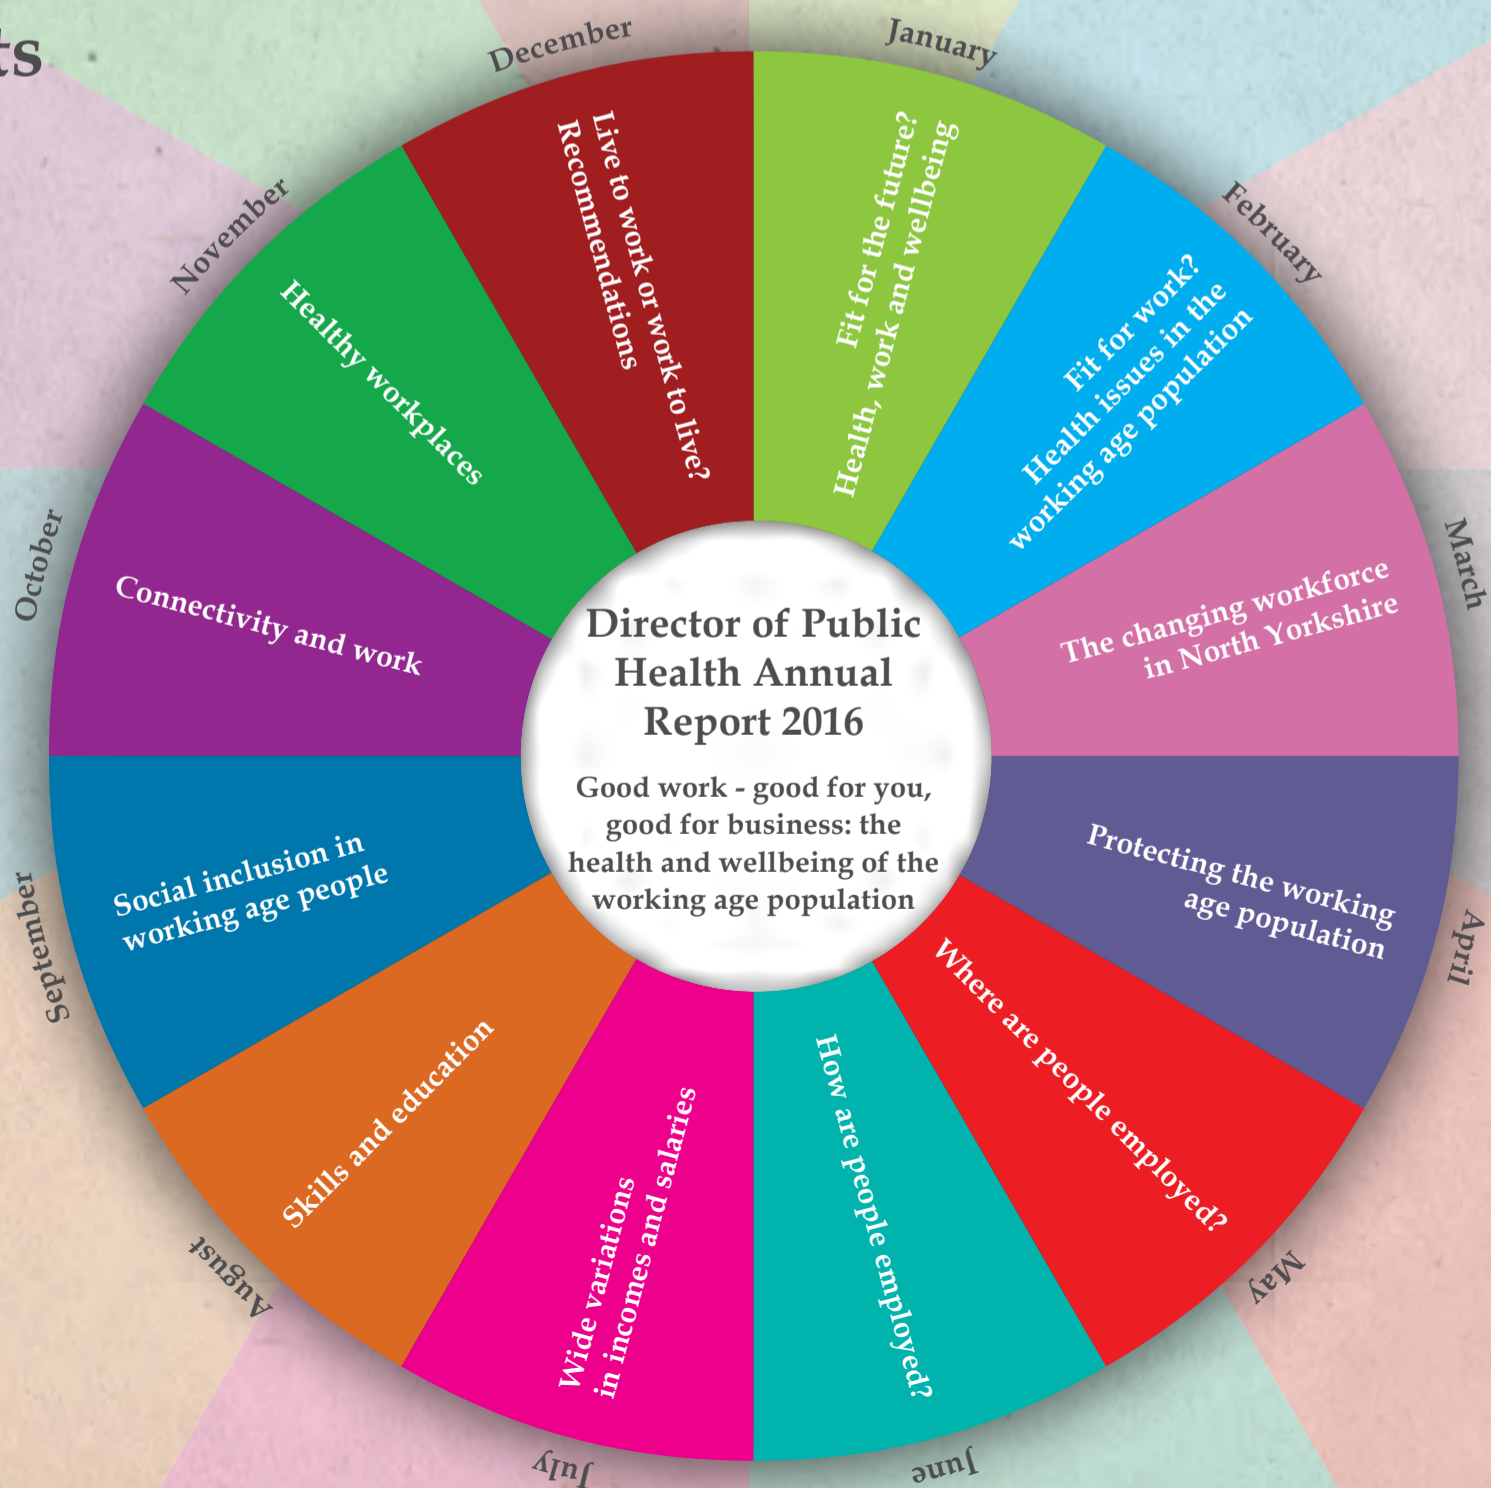 ts
Director of Public
Health Annual
Report 2016
Good work - good for you,
good for business: the
health and wellbeing of the
working age population
January
Fit for the future?
Health, work and wellbeing
February
Fit for work?
Health issues in the
working age population
March
The changing workforce
in North Yorkshire
April
Protecting the working
age population
May
Where are people employed?
June
How are people employed?
July
Wide variations
in incomes and salaries
August
Skills and education
September
Social inclusion in
working age people
October
Connectivity and work
November
Healthy workplaces
December
Live to work or work to live?
Recommendations